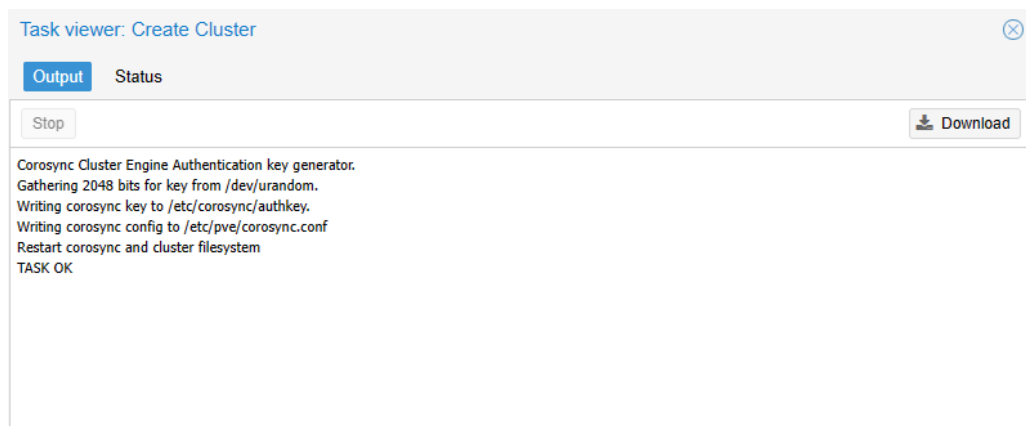 Task viewer: Create Cluster
Output Status
Stop Download
Corosync Cluster Engine Authentication key generator.
Gathering 2048 bits for key from /dev/urandom.
Writing corosync key to /etc/corosync/authkey.
Writing corosync config to /etc/pve/corosync.conf
Restart corosync and cluster filesystem
TASK OK